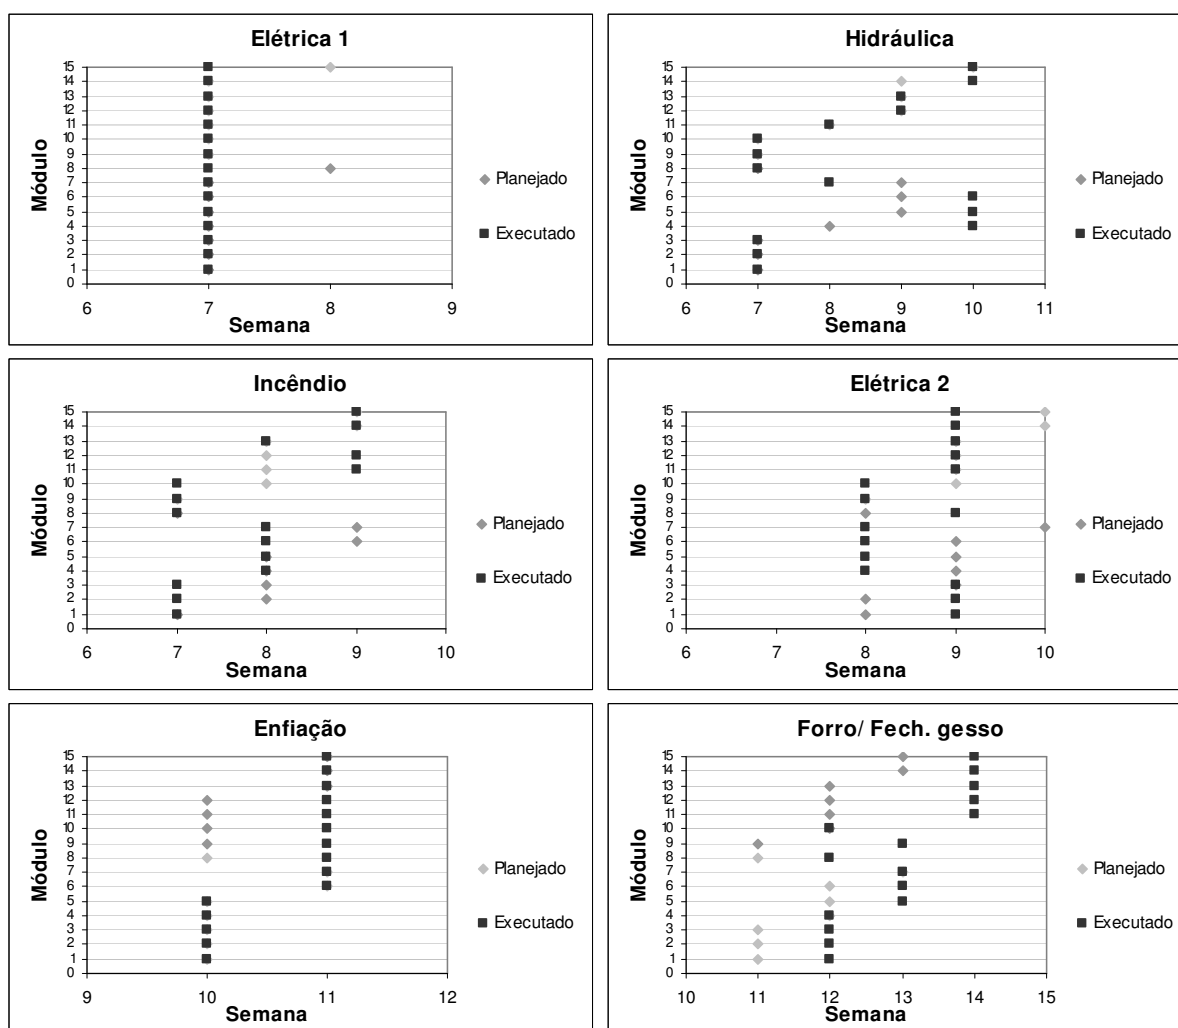 Elétrica 1
Módulo
15
14
13
12
11
10
9
8
7
6
5
4
3
2
1
0
6 7 8 9
Semana
Planejado
Executado
Hidráulica
Módulo
15
14
13
12
11
10
9
8
7
6
5
4
3
2
1
0
6 7 8 9 10 11
Semana
Planejado
Executado
Incêndio
Módulo
15
14
13
12
11
10
9
8
7
6
5
4
3
2
1
0
6 7 8 9 10
Semana
Planejado
Executado
Elétrica 2
Módulo
15
14
13
12
11
10
9
8
7
6
5
4
3
2
1
0
6 7 8 9 10
Semana
Planejado
Executado
Enfiação
Módulo
15
14
13
12
11
10
9
8
7
6
5
4
3
2
1
0
9 10 11 12
Semana
Planejado
Executado
Forro/ Fech. gesso
Módulo
15
14
13
12
11
10
9
8
7
6
5
4
3
2
1
0
10 11 12 13 14 15
Semana
Planejado
Executado